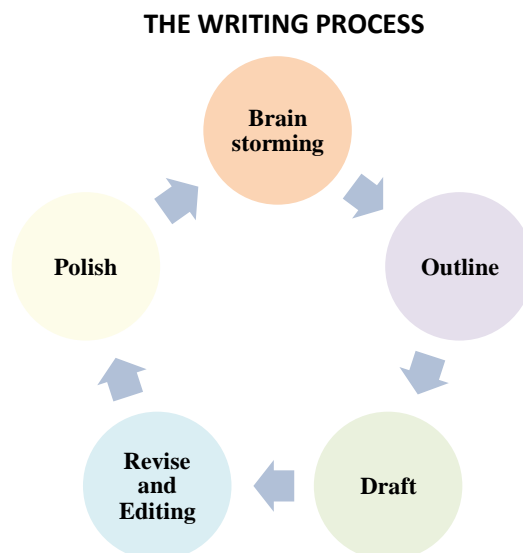 THE WRITING PROCESS
Brain
storming
Outline
Draft
Revise
and
Editing
Polish